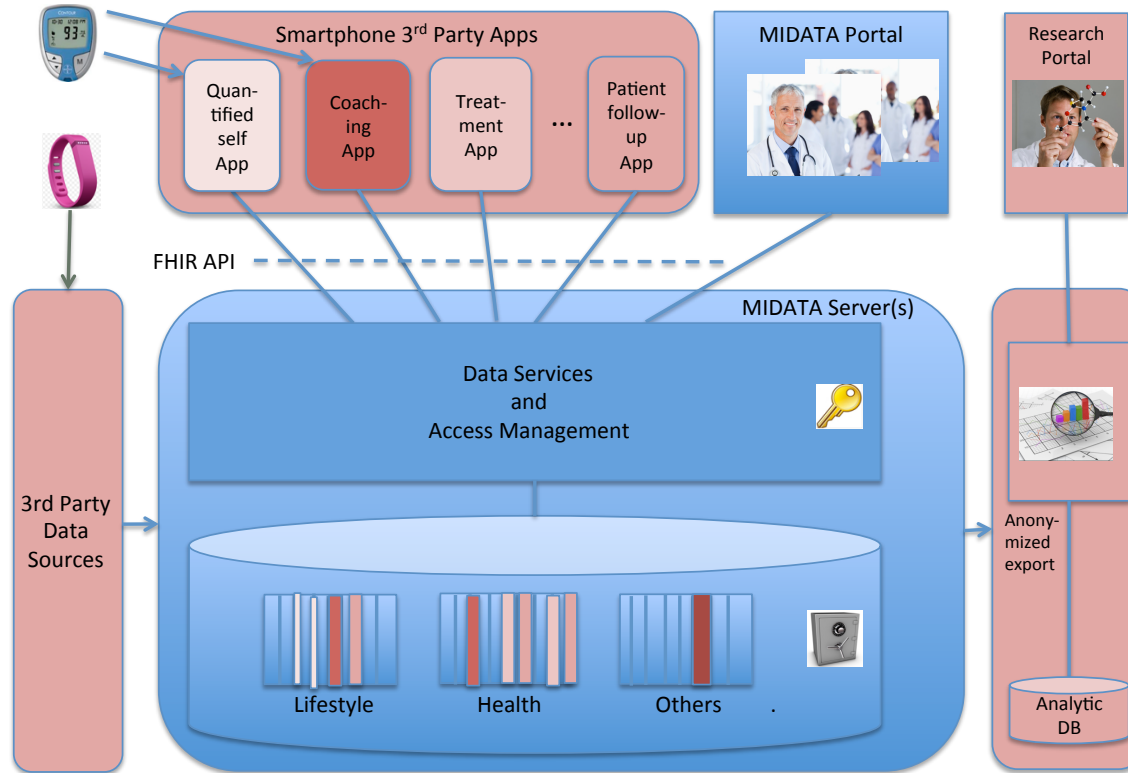 Contour
93
M
Smartphone 3rd Party Apps
Quan-
tified
self
App
Coach-
ing
App
Treat-
ment
App
...
Patient
follow-
up
App
MIDATA Portal
Research
Portal
FHIR API
MIDATA Server(s)
Data Services
and
Access Management
3rd Party
Data
Sources
Anony-
mized
export
Lifestyle
Health
Others
.
Analytic
DB